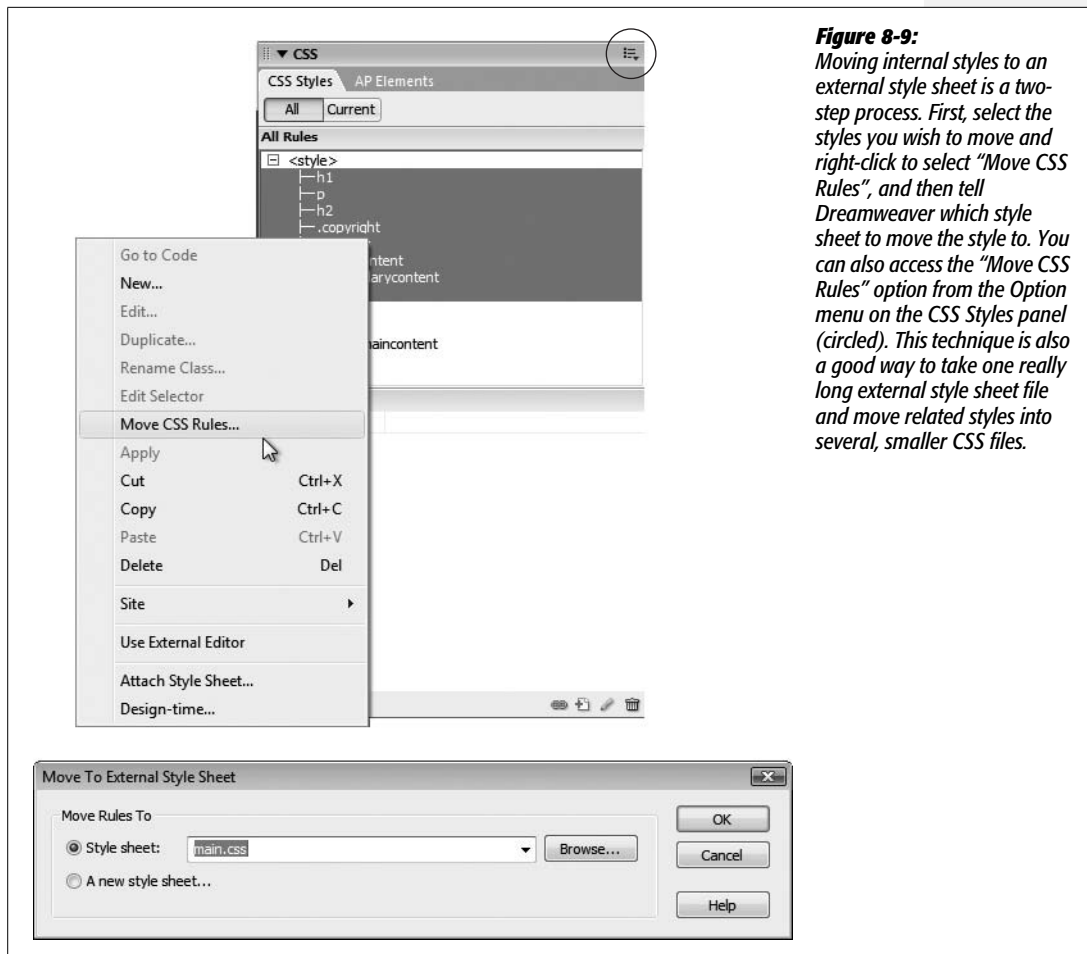 ▼ CSS
CSS Styles AP Elements
All Current
All Rules
<style>
h1
p
h2
.copyright
ntent
arycontent
aincontent
Go to Code
New...
Edit...
Duplicate...
Rename Class...
Edit Selector
Move CSS Rules...
Apply
Cut Ctrl+X
Copy Ctrl+C
Paste Ctrl+V
Delete Del
Site
Use External Editor
Attach Style Sheet...
Design-time...
Move To External Style Sheet
Move Rules To
Style sheet: main.css Browse...
A new style sheet...
OK
Cancel
Help
Figure 8-9:
Moving internal styles to an
external style sheet is a two-
step process. First, select the
styles you wish to move and
right-click to select “Move CSS
Rules”, and then tell
Dreamweaver which style
sheet to move the style to. You
can also access the “Move CSS
Rules” option from the Option
menu on the CSS Styles panel
(circled). This technique is also
a good way to take one really
long external style sheet file
and move related styles into
several, smaller CSS files.